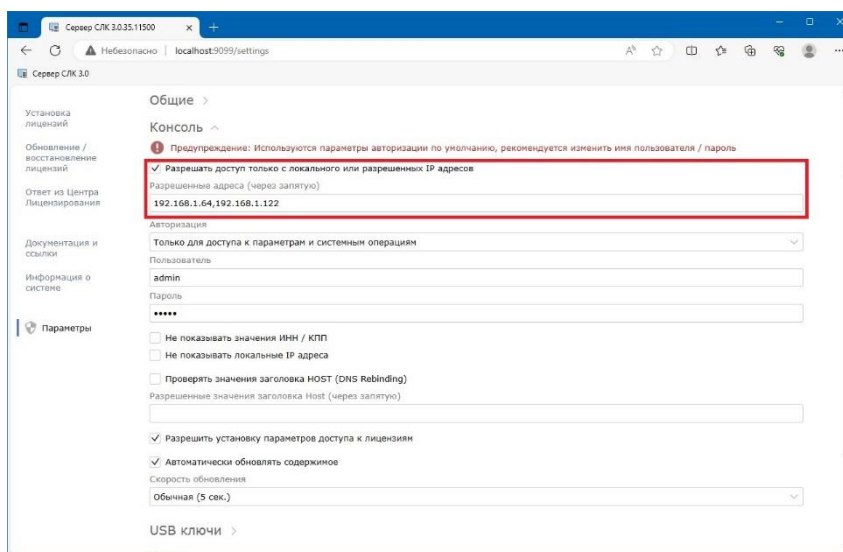 Сервер СЛК 3.0.35.11500
Небезопасно | localhost:9099/settings
Сервер СЛК 3.0
Установка
лицензий
Обновление /
восстановление
лицензий
Ответ из Центра
Лицензирования
Документация и
ссылки
Информация о
системе
Параметры
Общие
Консоль
Предупреждение: Используются параметры авторизации по умолчанию, рекомендуется изменить имя пользователя / пароль
Разрешать доступ только с локального или разрешенных IP адресов
Разрешенные адреса (через запятую)
192.168.1.64,192.168.1.122
Авторизация
Только для доступа к параметрам и системным операциям
Пользователь
admin
Пароль
•••••
Не показывать значения ИНН / КПП
Не показывать локальные IP адреса
Проверять значения заголовка HOST (DNS Rebinding)
Разрешенные значения заголовка Host (через запятую)
Разрешить установку параметров доступа к лицензиям
Автоматически обновлять содержимое
Скорость обновления
Обычная (5 сек.)
USB ключи